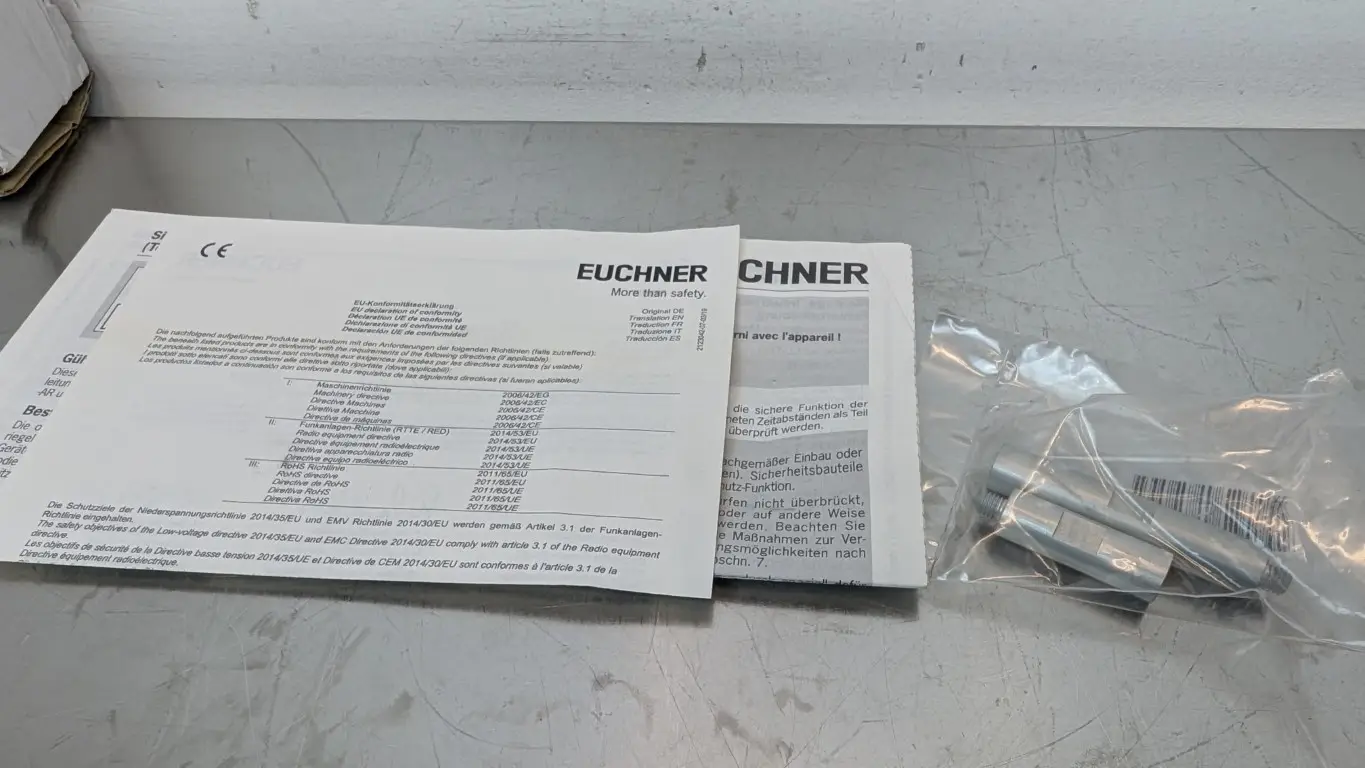 CE
EUCHNER
More than safety.
EU-Konformitätserklärung
EU declaration of conformity
Déclaration UE de conformité
Dichiarazione di conformità UE
Declaración UE de conformidad
Original DE
Translation EN
Traduction FR
Traduzione IT
Traducción ES
Die nachfolgend aufgeführten Produkte sind konform mit den Anforderungen der folgenden Richtlinien (falls zutreffend):
The beneath listed products are in conformity with the requirements of the following directives (if applicable):
Les produits mentionnés ci-dessous sont conformes aux exigences imposées par les directives suivantes (si valable)
I prodotti sotto elencati sono conformi alle direttive sotto riportate (dove applicabili):
Los productos listados a continuación son conforme a los requisitos de las siguientes directivas (si fueran aplicables):
I: Maschinenrichtlinie 2006/42/EG
Machinery directive 2006/42/EC
Directive Machines 2006/42/CE
Direttiva Macchine 2006/42/CE
Directiva de máquinas 2006/42/CE
II: Funkanlagen-Richtlinie (RTTE / RED) 2014/53/EU
Radio equipment directive 2014/53/EU
Directive équipement radioélectrique 2014/53/UE
Direttiva apparecchiatura radio 2014/53/UE
Directiva equipo radioeléctrico 2014/53/UE
III: RoHS Richtlinie 2011/65/EU
RoHS directive 2011/65/EU
Directive de RoHS 2011/65/UE
Direttiva RoHS 2011/65/UE
Directiva RoHS 2011/65/UE
Die Schutzziele der Niederspannungsrichtlinie 2014/35/EU und EMV Richtlinie 2014/30/EU werden gemäß Artikel 3.1 der Funkanlagen-
Richtlinie eingehalten.
The safety objectives of the Low-voltage directive 2014/35/EU and EMC Directive 2014/30/EU comply with article 3.1 of the Radio equipment
directive.
Les objectifs de sécurité de la Directive basse tension 2014/35/UE et Directive de CEM 2014/30/EU sont conformes à l'article 3.1 de la
Directive équipement radioélectrique.
CHNER
rni avec l'appareil !
die sichere Funktion der
neten Zeitabständen als Teil
überprüft werden.
achgemäßer Einbau oder
en). Sicherheitsbauteile
utz-Funktion.
rfen nicht überbrückt,
oder auf andere Weise
werden. Beachten Sie
e Maßnahmen zur Ver-
ngsmöglichkeiten nach
oschn. 7.
Si
(T
Gül
Diese
leitun
AR u
Bes
Die o
riegel
Gerät
odie